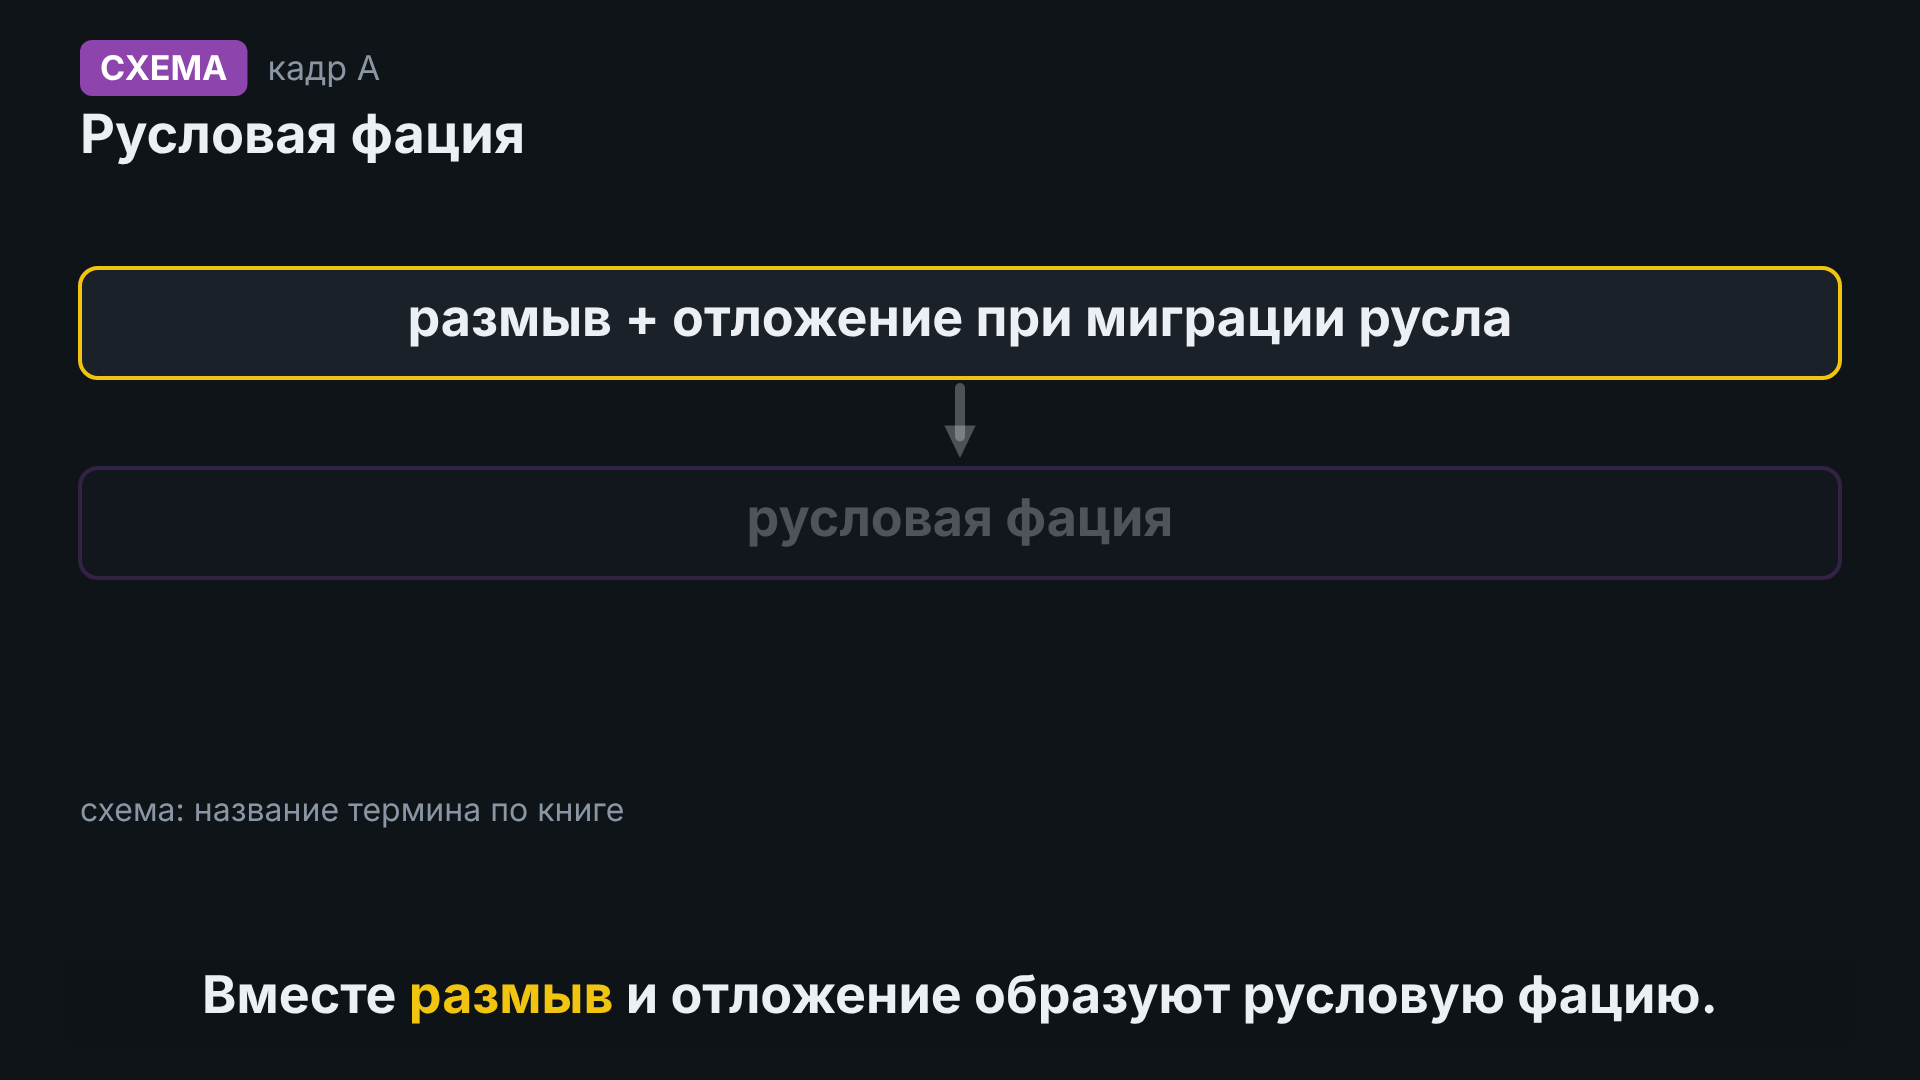 СХЕМА кадр А
Русловая фация
размыв + отложение при миграции русла
русловая фация
схема: название термина по книге
Вместе размыв и отложение образуют русловую фацию.